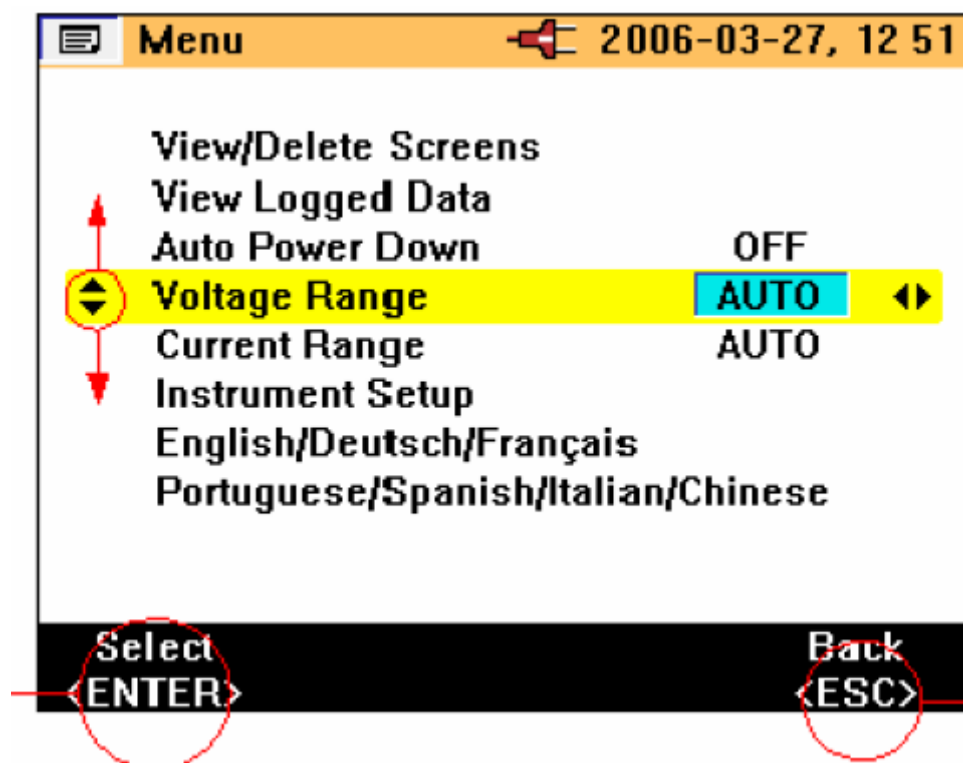 Menu 2006-03-27, 12 51
View/Delete Screens
View Logged Data
Auto Power Down OFF
Voltage Range AUTO
Current Range AUTO
Instrument Setup
English/Deutsch/Français
Portuguese/Spanish/Italian/Chinese
Select Back
<ENTER> <ESC>